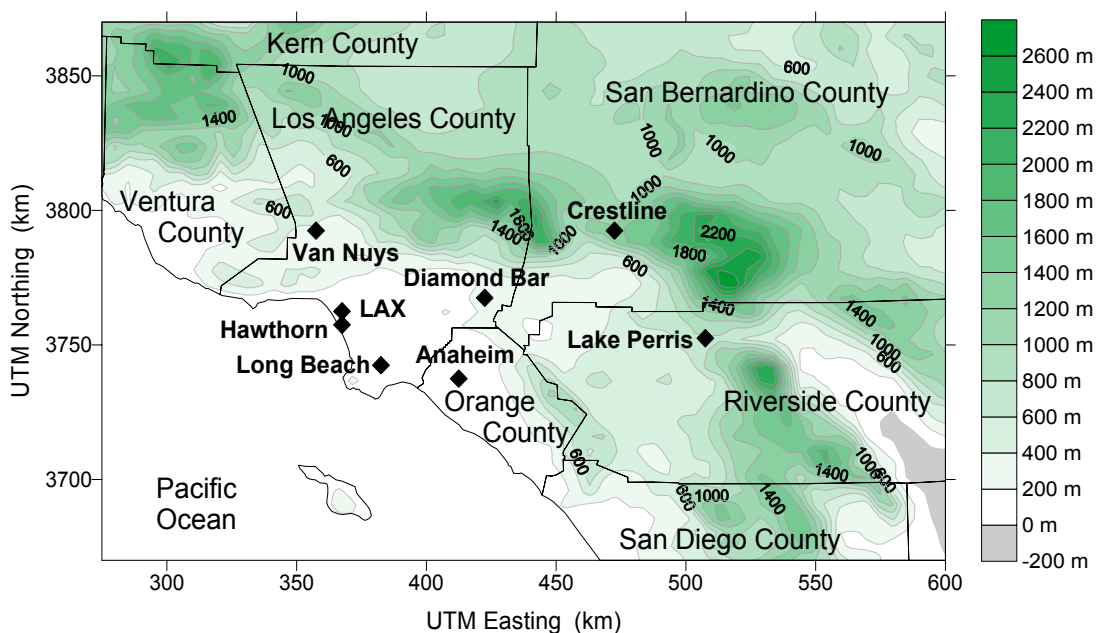 Kern County
1000
600
2600 m
3850
2400 m
San Bernardino County
2200 m
1400
Los Angeles County
1000
1000
2000 m
1000
1000
1800 m
600
1000
1600 m
Ventura
County
600
Crestline
1400 m
3800
1600
2200
1200 m
1400
1000
Van Nuys
600
1800
1000 m
Diamond Bar
1400
1400
800 m
LAX
Hawthorn
Lake Perris
1000
600 m
3750
Long Beach
Anaheim
600
400 m
Orange
County
Riverside County
200 m
600
1400
1000
600
0 m
3700
Pacific
Ocean
600
1000
1400
San Diego County
-200 m
300
350
400
450
500
550
600
UTM Easting (km)
UTM Northing (km)